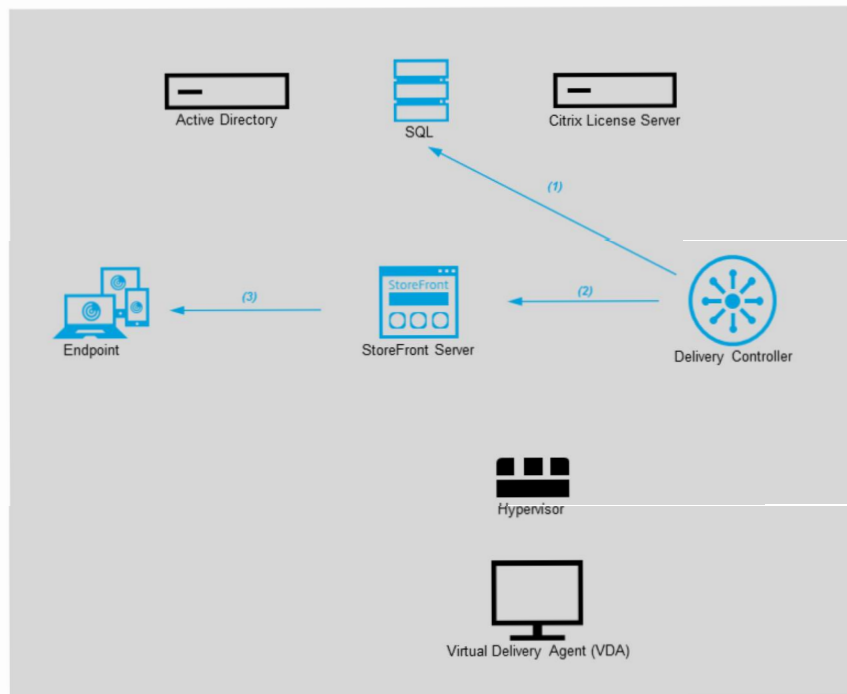 Active Directory
SQL
Citrix License Server
(1)
StoreFront
(3)
(2)
Endpoint
StoreFront Server
Delivery Controller
Hypervisor
Virtual Delivery Agent (VDA)